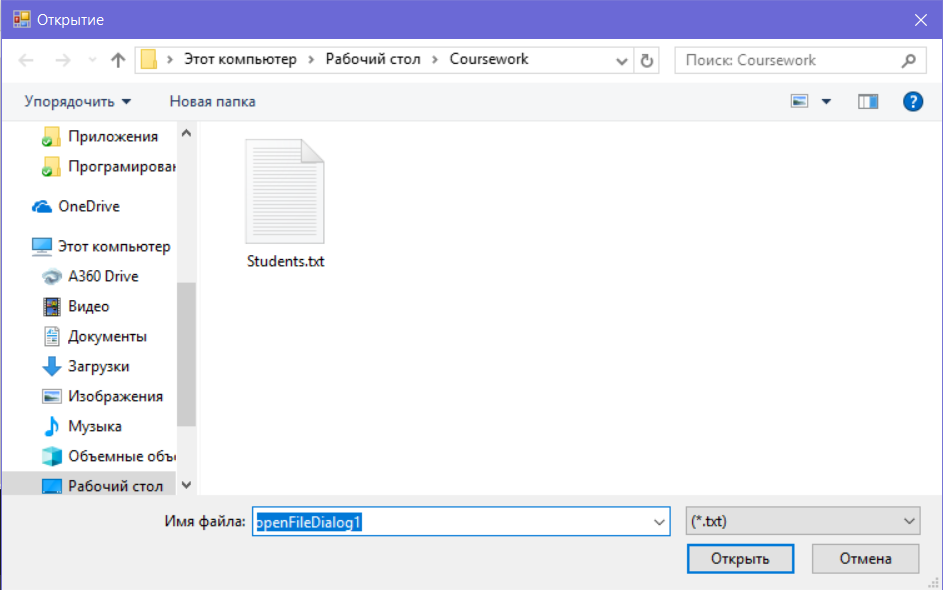 Открытие
Этот компьютер
Рабочий стол
Coursework
Поиск: Coursework
Упорядочить
Новая папка
?
Приложения
Програмирован
OneDrive
Этот компьютер
A360 Drive
Видео
Документы
Загрузки
Изображения
Музыка
Объемные объ
Рабочий стол
Students.txt
Имя файла: openFileDialog1
(*.txt)
Открыть
Отмена